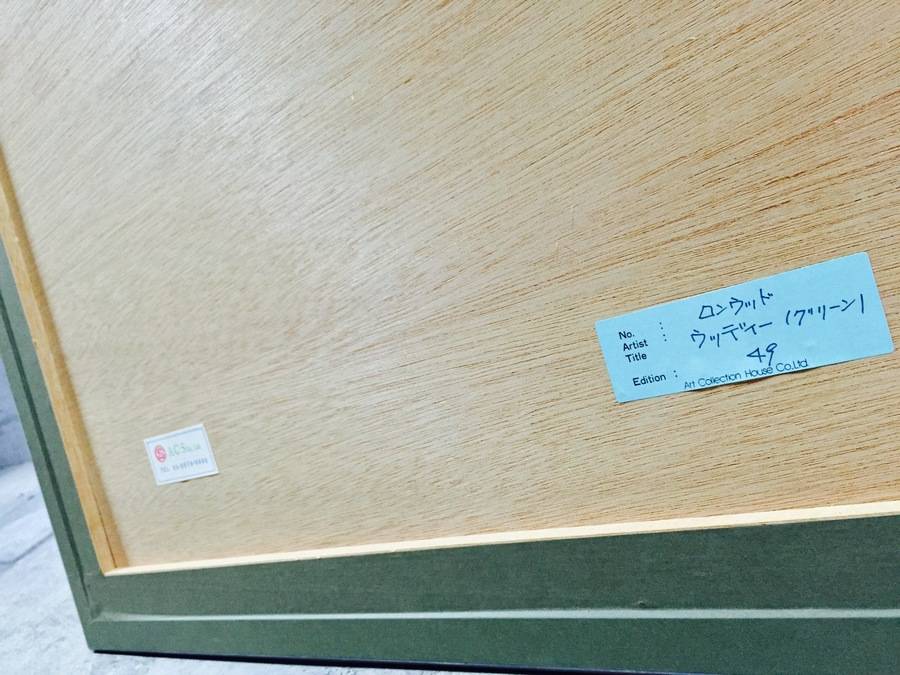 No. :
Artist : ロンウッド
Title ウッディー (グリーン)
Edition : 49
Art Collection House Co.,Ltd.